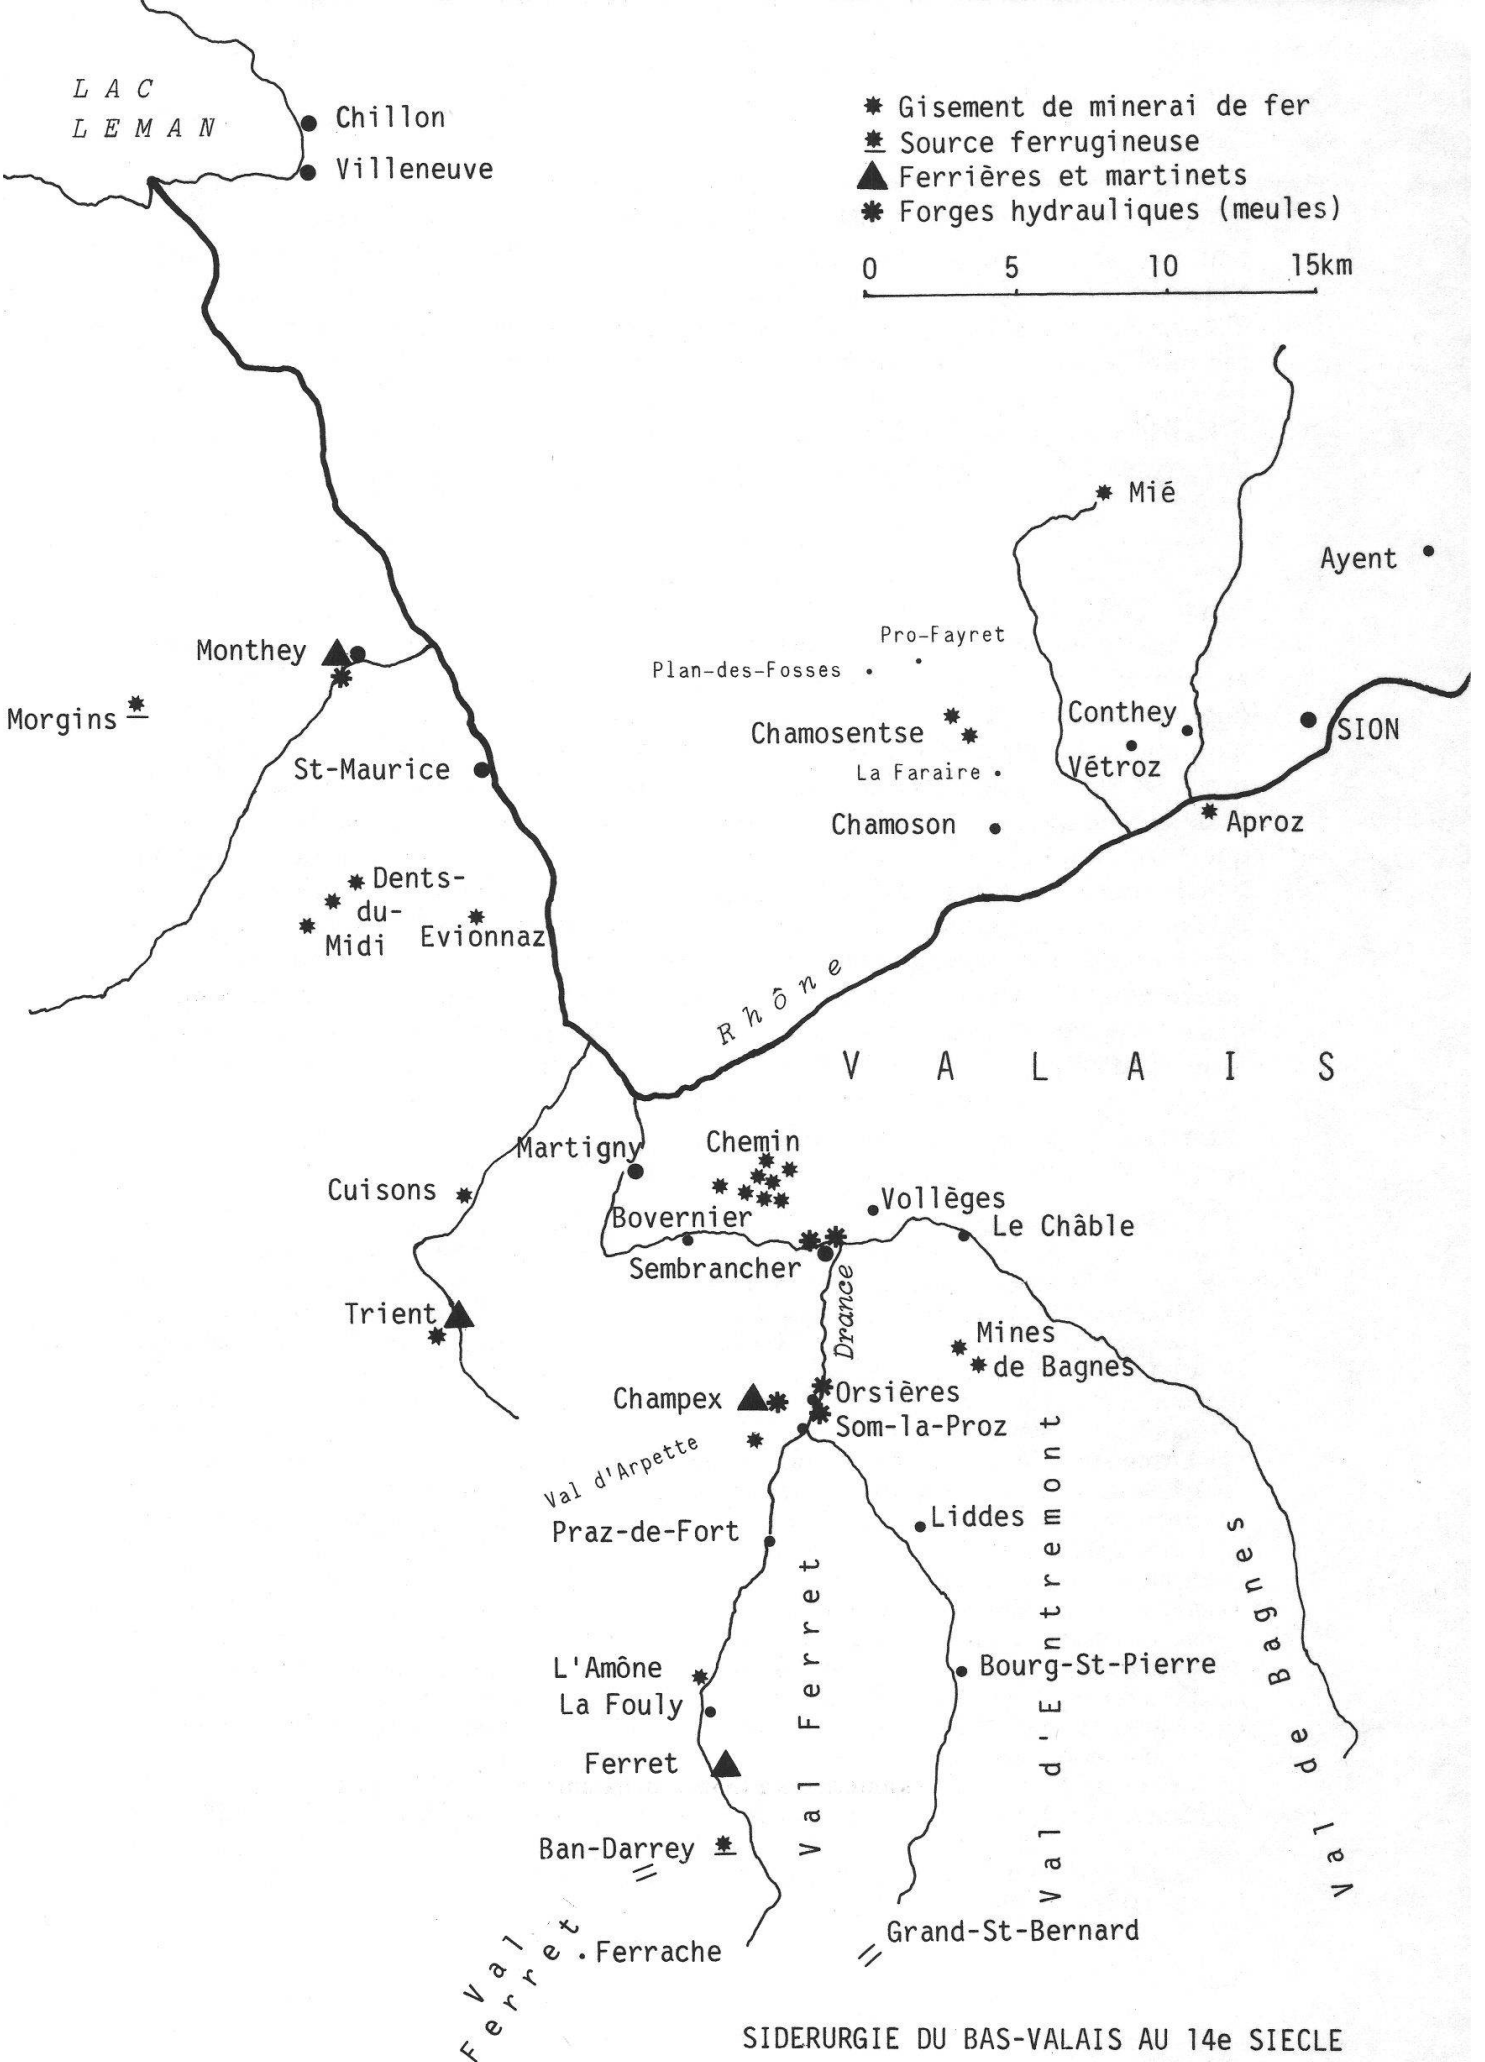 LAC
LEMAN
Chillon
Villeneuve
Gisement de minerai de fer
Source ferrugineuse
Ferrières et martinets
Forges hydrauliques (meules)
0 5 10 15km
Mié
Ayent
Pro-Fayret
Plan-des-Fosses
Monthey
Morgins
Chamosentse
Conthey
SION
St-Maurice
La Faraire
Vétroz
Chamoson
Aproz
Dents-
du-
Midi
Evionnaz
Rhône
VALAIS
Martigny
Chemin
Cuisons
Vollèges
Bovernier
Le Châble
Sembrancher
Drance
Trient
Mines
de Bagnes
Champex
Orsières
Som-la-Proz
Val d'Arpette
Praz-de-Fort
Liddes
Val Ferret
Val d'Entremont
Val de Bagnes
L'Amône
La Fouly
Bourg-St-Pierre
Ferret
Ban-Darrey
Grand-St-Bernard
Val
Ferret
Ferrache
SIDERURGIE DU BAS-VALAIS AU 14e SIECLE